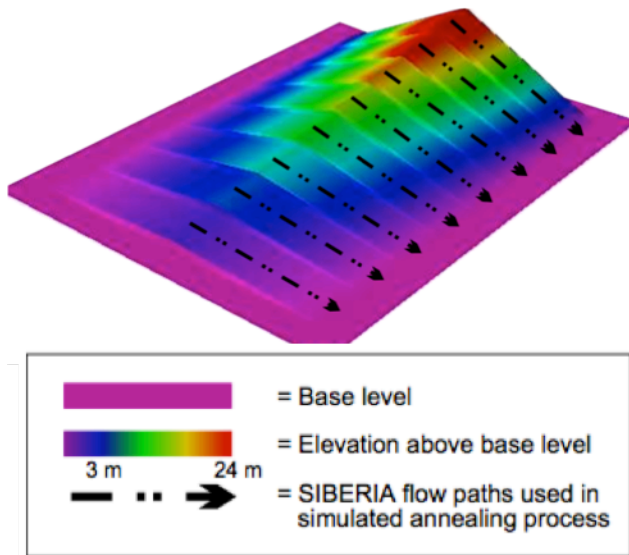 = Base level
= Elevation above base level
3 m 24 m
= SIBERIA flow paths used in
simulated annealing process